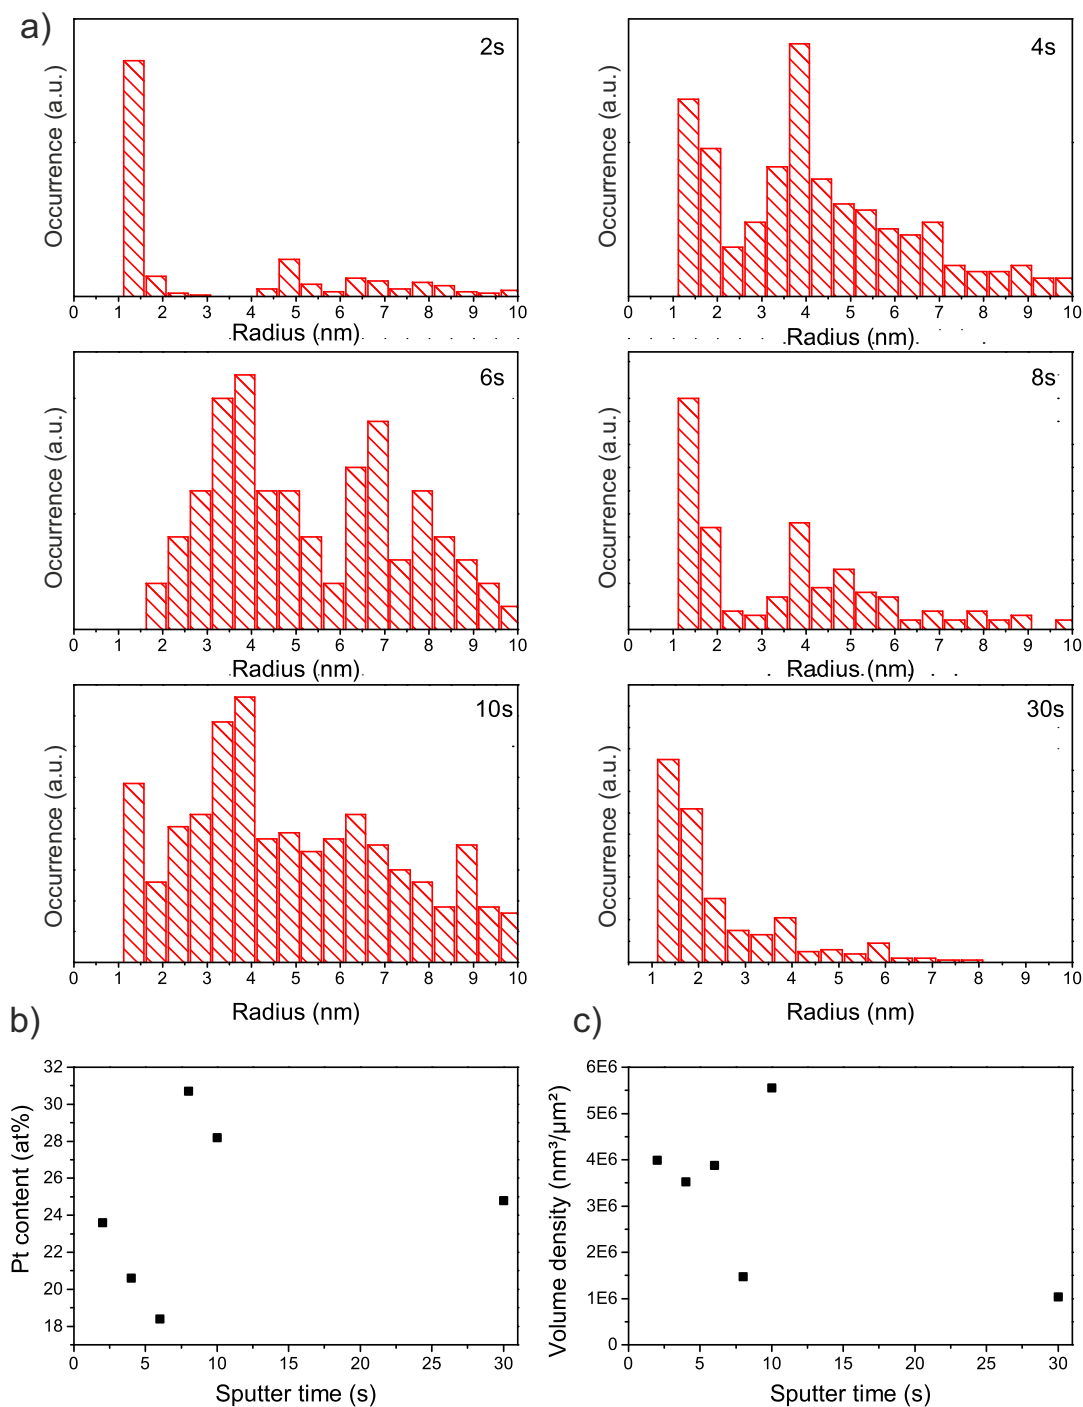 a)
2s
Occurrence (a.u.)
0 1 2 3 4 5 6 7 8 9 10
Radius (nm)
4s
Occurrence (a.u.)
0 1 2 3 4 5 6 7 8 9 10
Radius (nm)
6s
Occurrence (a.u.)
0 1 2 3 4 5 6 7 8 9 10
Radius (nm)
8s
Occurrence (a.u.)
0 1 2 3 4 5 6 7 8 9 10
Radius (nm)
10s
Occurrence (a.u.)
0 1 2 3 4 5 6 7 8 9 10
Radius (nm)
30s
Occurrence (a.u.)
1 2 3 4 5 6 7 8 9 10
Radius (nm)
b)
32
30
28
26
24
22
20
18
Pt content (at%)
0 5 10 15 20 25 30
Sputter time (s)
c)
6E6
5E6
4E6
3E6
2E6
1E6
0
Volume density (nm³/µm²)
0 5 10 15 20 25 30
Sputter time (s)